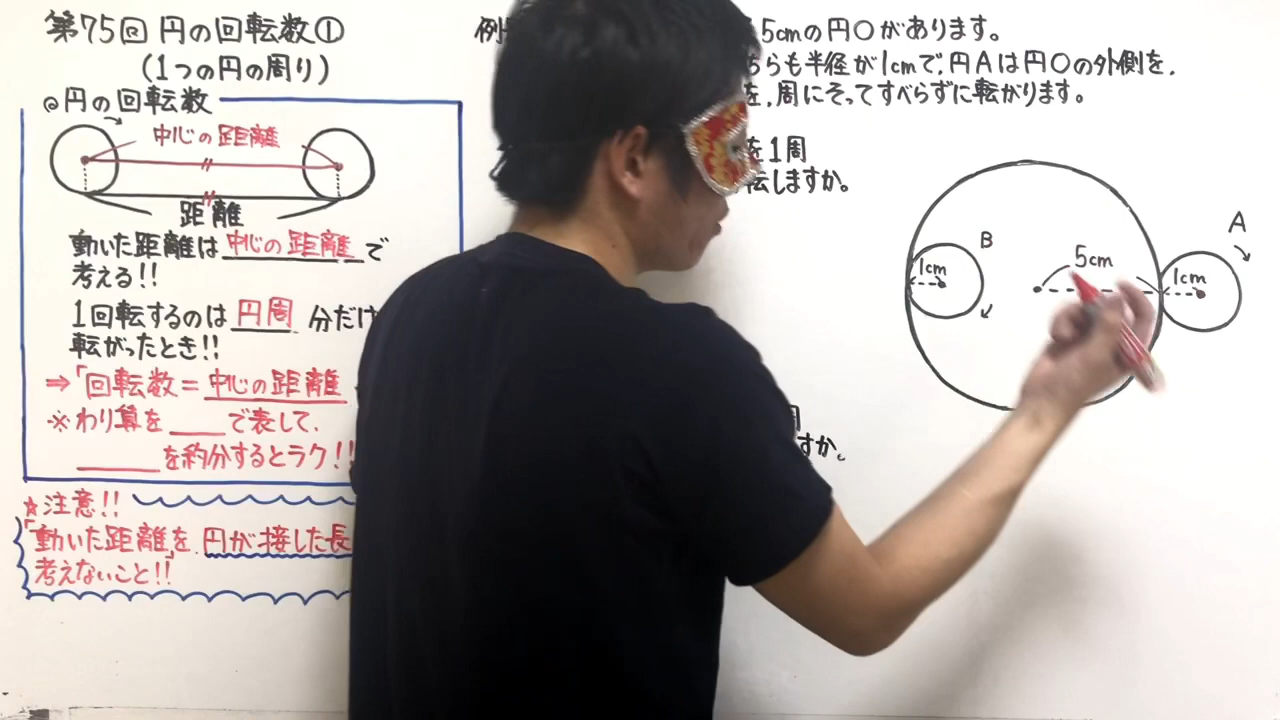 第75回 円の回転数①
(1つの円の周り)
◎円の回転数
中心の距離
距離
動いた距離は 中心の距離 で
考える!!
1回転するのは 円周 分だけ
転がったとき!!
⇒「回転数=中心の距離
※わり算を ___ で表して、
_____を約分するとラク!!
☆注意!!
「動いた距離」を、円が接した長
考えないこと!!
例
5cmの円Oがあります。
ちらも半径が1cmで、円Aは円Oの外側を、
を、周にそってすべらずに転がります。
を1周
転しますか。
周
すか。
B
1cm
5cm
A
1cm